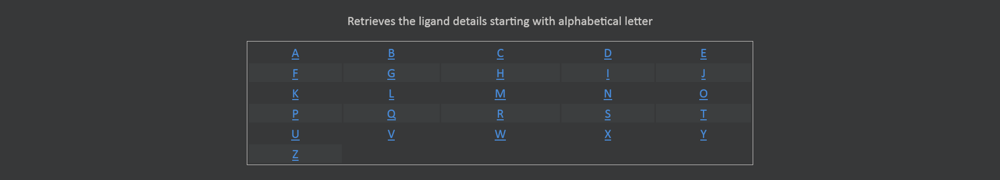 Retrieves the ligand details starting with alphabetical letter
A B C D E
F G H I J
K L M N O
P Q R S T
U V W X Y
Z